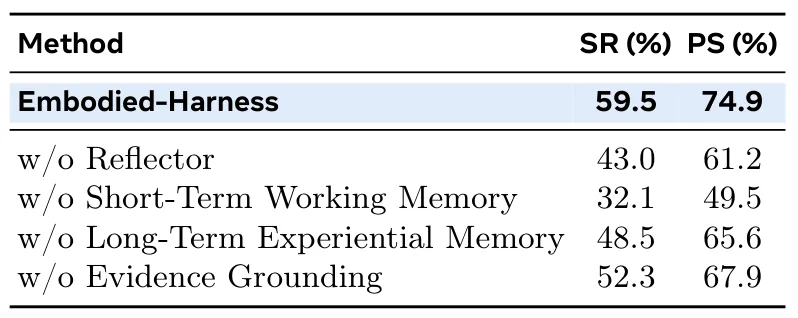 Method SR (%) PS (%)
Embodied-Harness 59.5 74.9
w/o Reflector 43.0 61.2
w/o Short-Term Working Memory 32.1 49.5
w/o Long-Term Experiential Memory 48.5 65.6
w/o Evidence Grounding 52.3 67.9